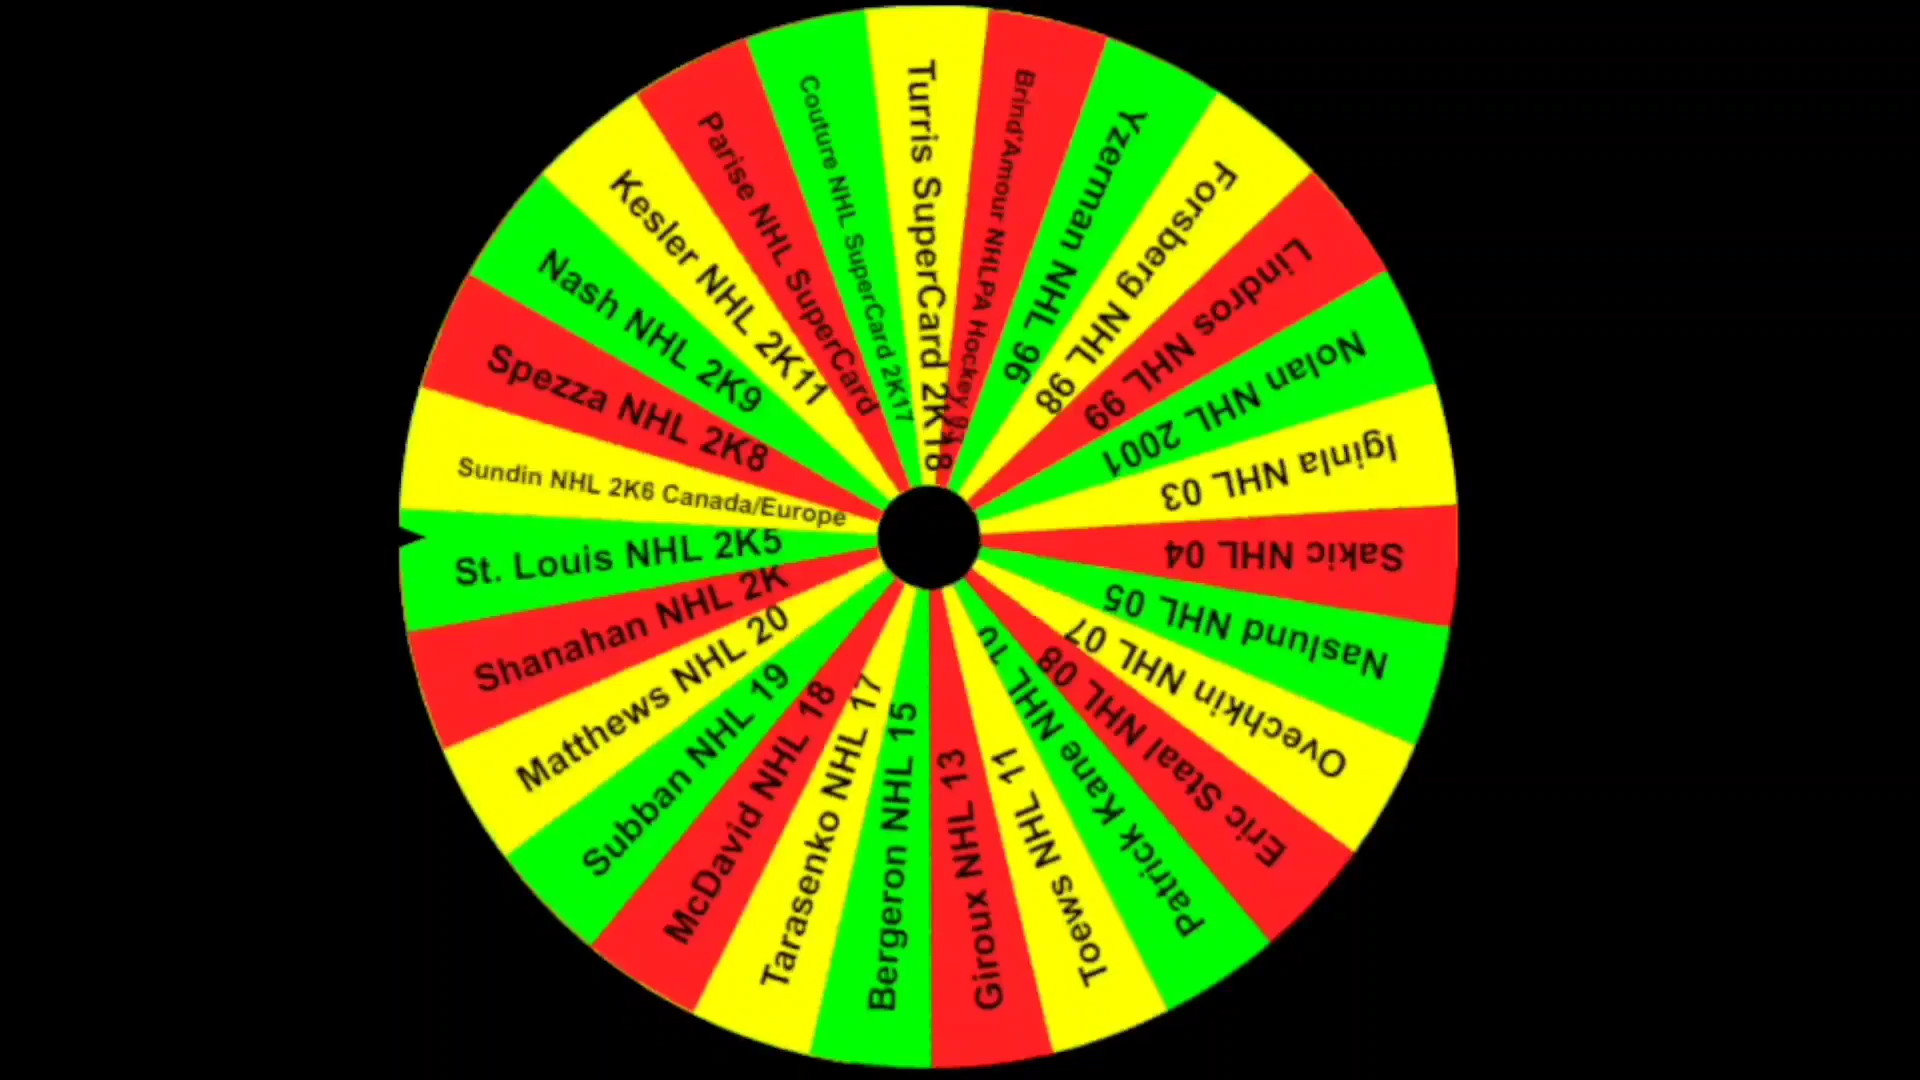 Turris SuperCard 2K18
Brind'Amour NHLPA Hockey 93
Yzerman NHL 96
Forsberg NHL 98
Lindros NHL 99
Nolan NHL 2001
Iginla NHL 03
Sakic NHL 04
Naslund NHL 05
Ovechkin NHL 07
Eric Staal NHL 08
Patrick Kane NHL 10
Toews NHL 11
Giroux NHL 13
Bergeron NHL 15
Tarasenko NHL 17
McDavid NHL 18
Subban NHL 19
Matthews NHL 20
Shanahan NHL 2K
St. Louis NHL 2K5
Sundin NHL 2K6 Canada/Europe
Spezza NHL 2K8
Nash NHL 2K9
Kesler NHL 2K11
Parise NHL SuperCard
Couture NHL SuperCard 2K17